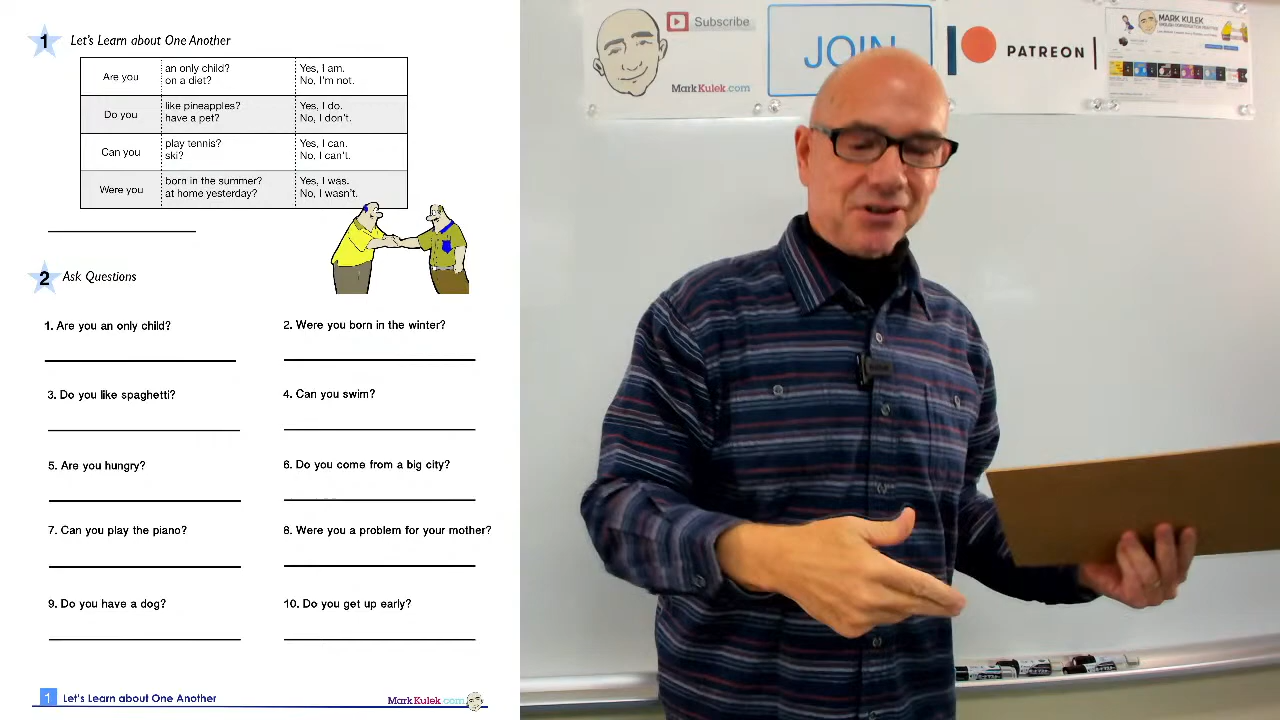 1 Let's Learn about One Another
Are you
an only child?
on a diet?
Yes, I am.
No, I'm not.
Do you
like pineapples?
have a pet?
Yes, I do.
No, I don't.
Can you
play tennis?
ski?
Yes, I can.
No, I can't.
Were you
born in the summer?
at home yesterday?
Yes, I was.
No, I wasn't.
2 Ask Questions
1. Are you an only child?
2. Were you born in the winter?
3. Do you like spaghetti?
4. Can you swim?
5. Are you hungry?
6. Do you come from a big city?
7. Can you play the piano?
8. Were you a problem for your mother?
9. Do you have a dog?
10. Do you get up early?
1 Let's Learn about One Another
MarkKulek.com
Subscribe
MarkKulek.com
JOIN
PATREON
MARK KULEK